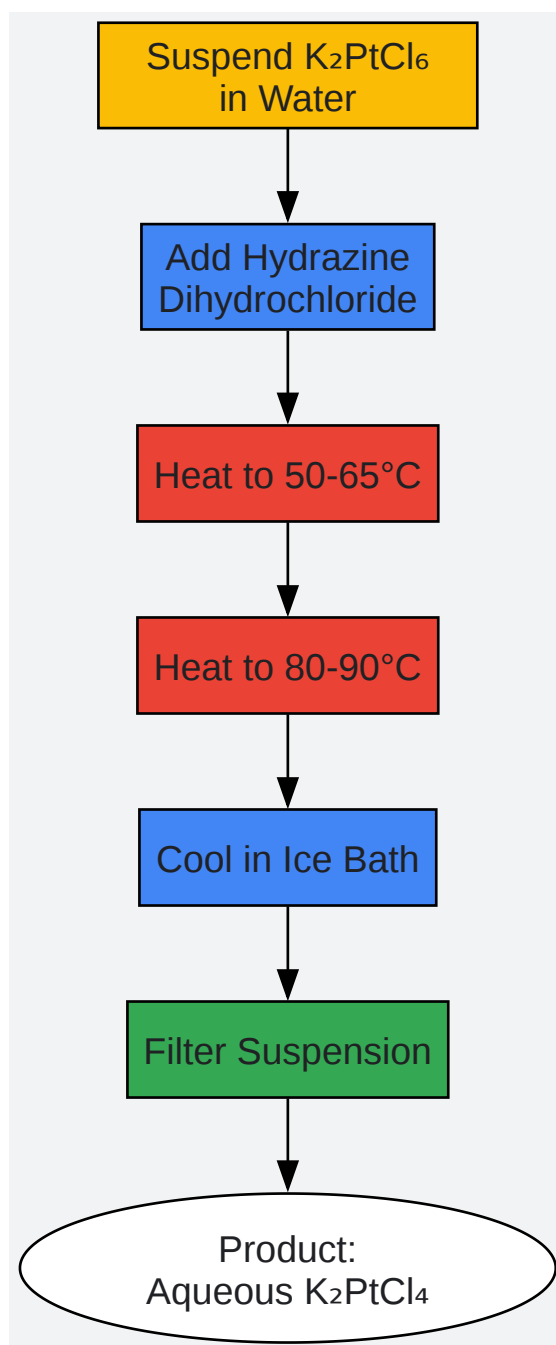 Suspend K₂PtCl₆
in Water
Add Hydrazine
Dihydrochloride
Heat to 50-65°C
Heat to 80-90°C
Cool in Ice Bath
Filter Suspension
Product:
Aqueous K₂PtCl₄